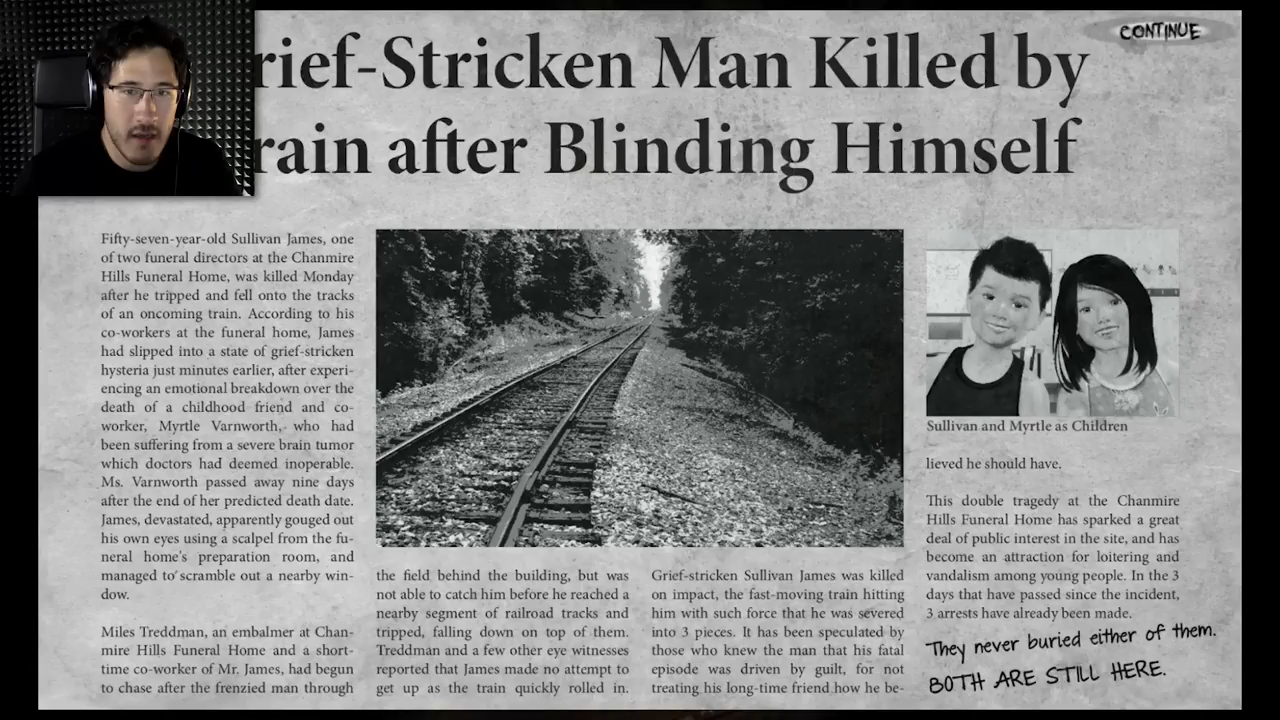 CONTINUE
rief-Stricken Man Killed by
rain after Blinding Himself
Fifty-seven-year-old Sullivan James, one
of two funeral directors at the Chanmire
Hills Funeral Home, was killed Monday
after he tripped and fell onto the tracks
of an oncoming train. According to his
co-workers at the funeral home, James
had slipped into a state of grief-stricken
hysteria just minutes earlier, after experi-
encing an emotional breakdown over the
death of a childhood friend and co-
worker, Myrtle Varnworth, who had
been suffering from a severe brain tumor
which doctors had deemed inoperable.
Ms. Varnworth passed away nine days
after the end of her predicted death date.
James, devastated, apparently gouged out
his own eyes using a scalpel from the fu-
neral home's preparation room, and
managed to scramble out a nearby win-
dow.
Miles Treddman, an embalmer at Chan-
mire Hills Funeral Home and a short-
time co-worker of Mr. James, had begun
to chase after the frenzied man through
the field behind the building, but was
not able to catch him before he reached a
nearby segment of railroad tracks and
tripped, falling down on top of them.
Treddman and a few other eye witnesses
reported that James made no attempt to
get up as the train quickly rolled in.
Grief-stricken Sullivan James was killed
on impact, the fast-moving train hitting
him with such force that he was severed
into 3 pieces. It has been speculated by
those who knew the man that his fatal
episode was driven by guilt, for not
treating his long-time friend how he be-
Sullivan and Myrtle as Children
lieved he should have.
This double tragedy at the Chanmire
Hills Funeral Home has sparked a great
deal of public interest in the site, and has
become an attraction for loitering and
vandalism among young people. In the 3
days that have passed since the incident,
3 arrests have already been made.
They never buried either of them.
BOTH ARE STILL HERE.